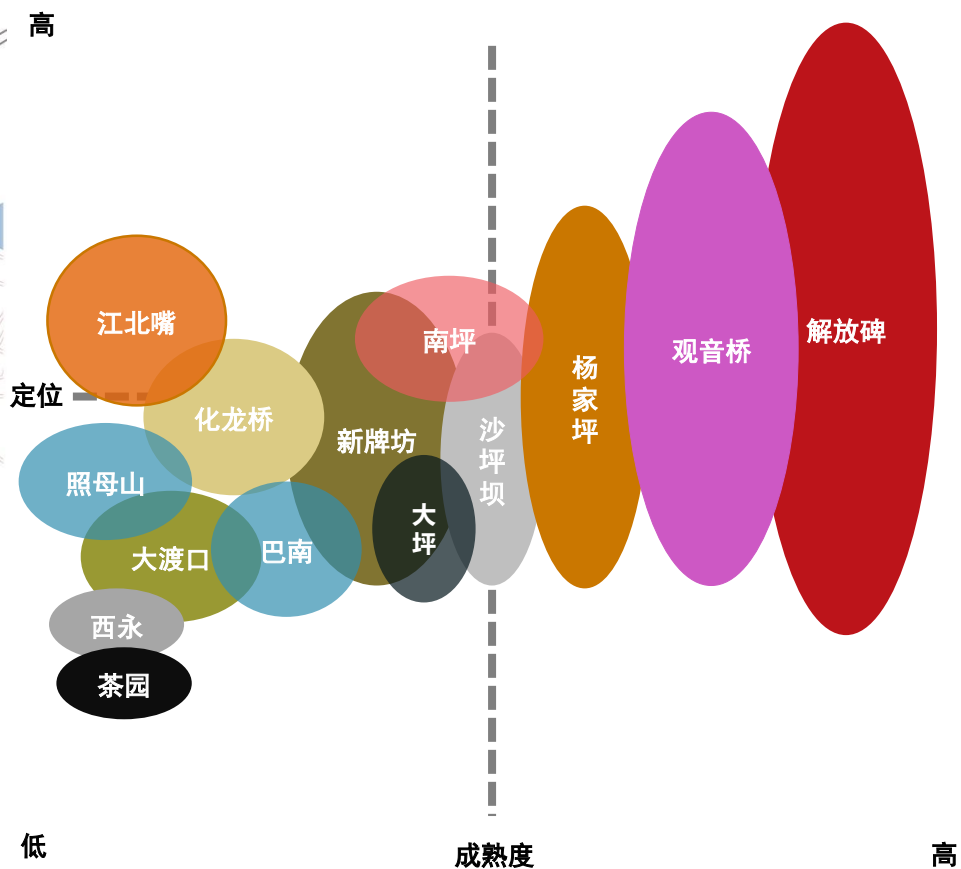 高
江北嘴
南坪
解放碑
观音桥
杨家坪
定位
化龙桥
新牌坊
沙坪坝
照母山
大坪
大渡口
巴南
西永
茶园
低
成熟度
高